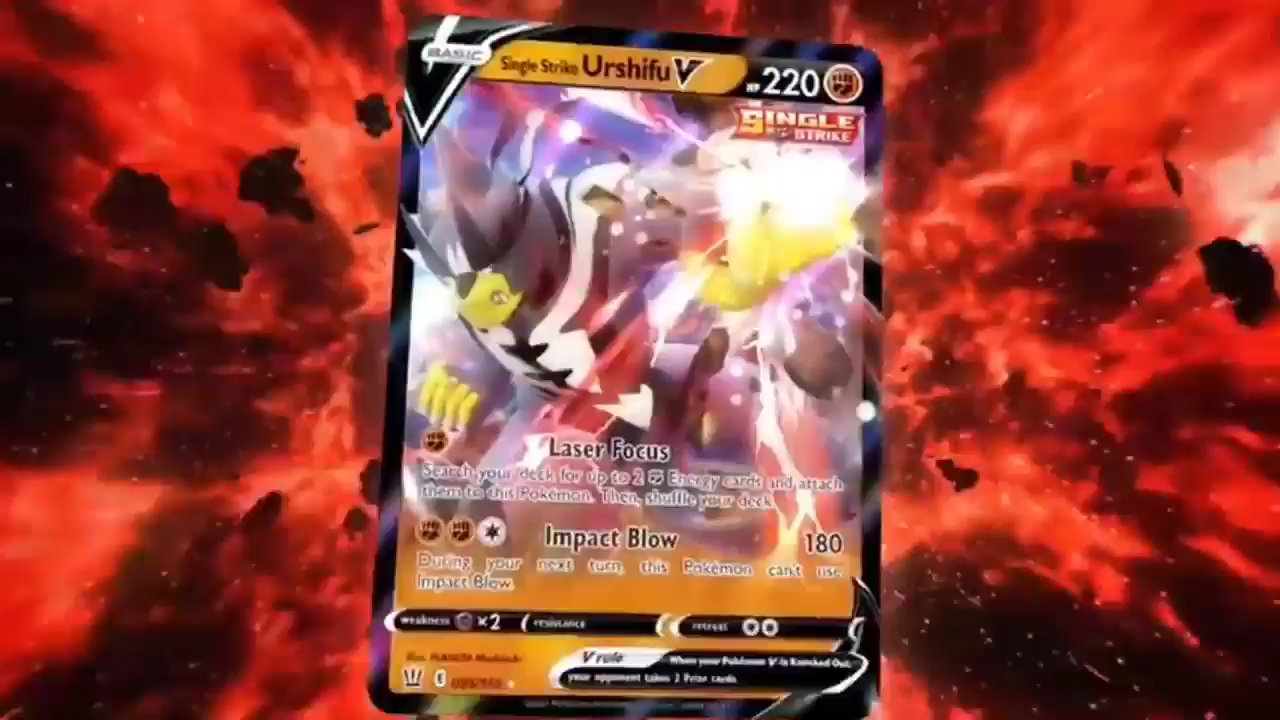 BASIC
Single Strike Urshifu V
HP 220
SINGLE
STRIKE
Laser Focus
Search your deck for up to 2 Energy cards and attach
them to this Pokémon. Then, shuffle your deck.
Impact Blow 180
During your next turn, this Pokémon can't use
Impact Blow.
weakness ×2 resistance retreat
V rule When your Pokémon V is Knocked Out,
your opponent takes 2 Prize cards.